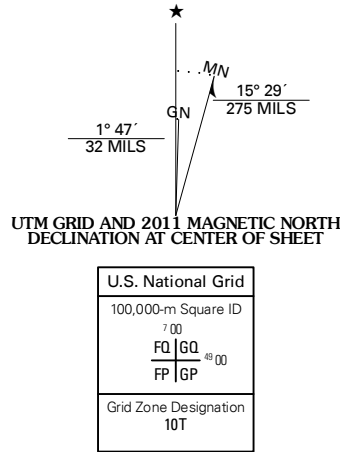 ★
MN
15° 29´
275 MILS
GN
1° 47´
32 MILS
UTM GRID AND 2011 MAGNETIC NORTH
DECLINATION AT CENTER OF SHEET
U.S. National Grid
100,000-m Square ID
7 00
FQ GQ
49 00
FP GP
Grid Zone Designation
10T